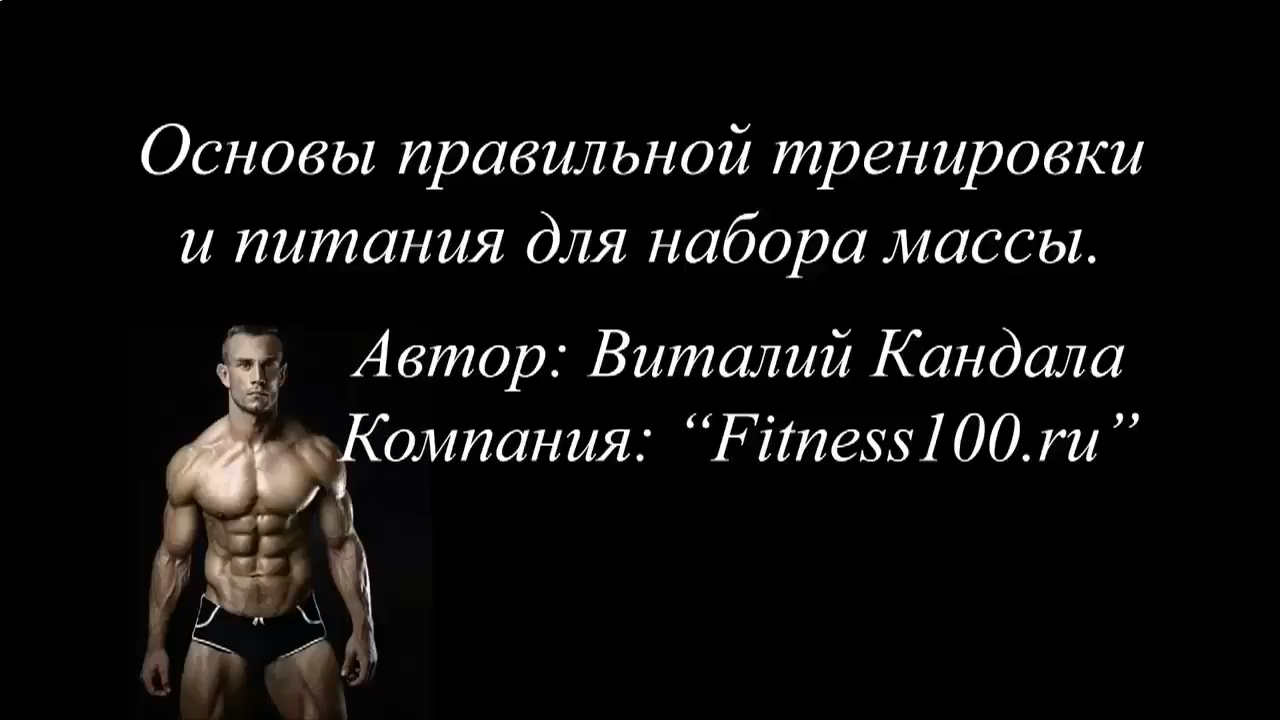 Основы правильной тренировки
и питания для набора массы.
Автор: Виталий Кандала
Компания: “Fitness100.ru”